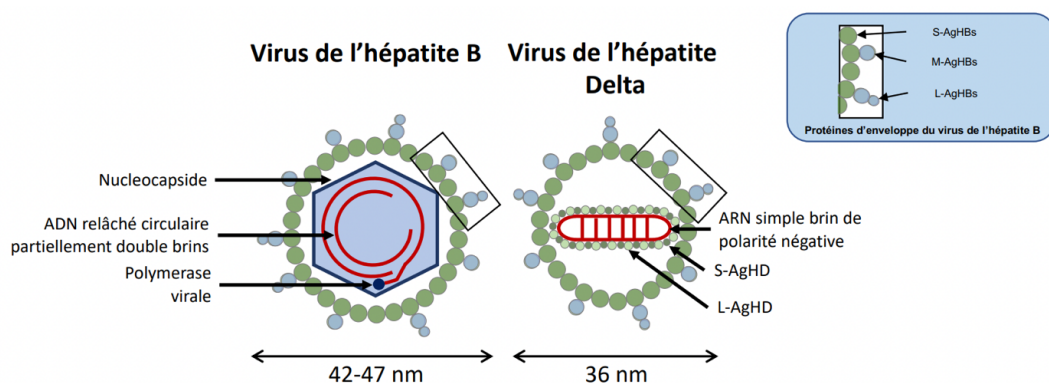 Virus de l’hépatite B
Virus de l’hépatite
Delta
S-AgHBs
M-AgHBs
L-AgHBs
Protéines d’enveloppe du virus de l’hépatite B
Nucleocapside
ADN relâché circulaire
partiellement double brins
Polymerase
virale
ARN simple brin de
polarité négative
S-AgHD
L-AgHD
42-47 nm
36 nm